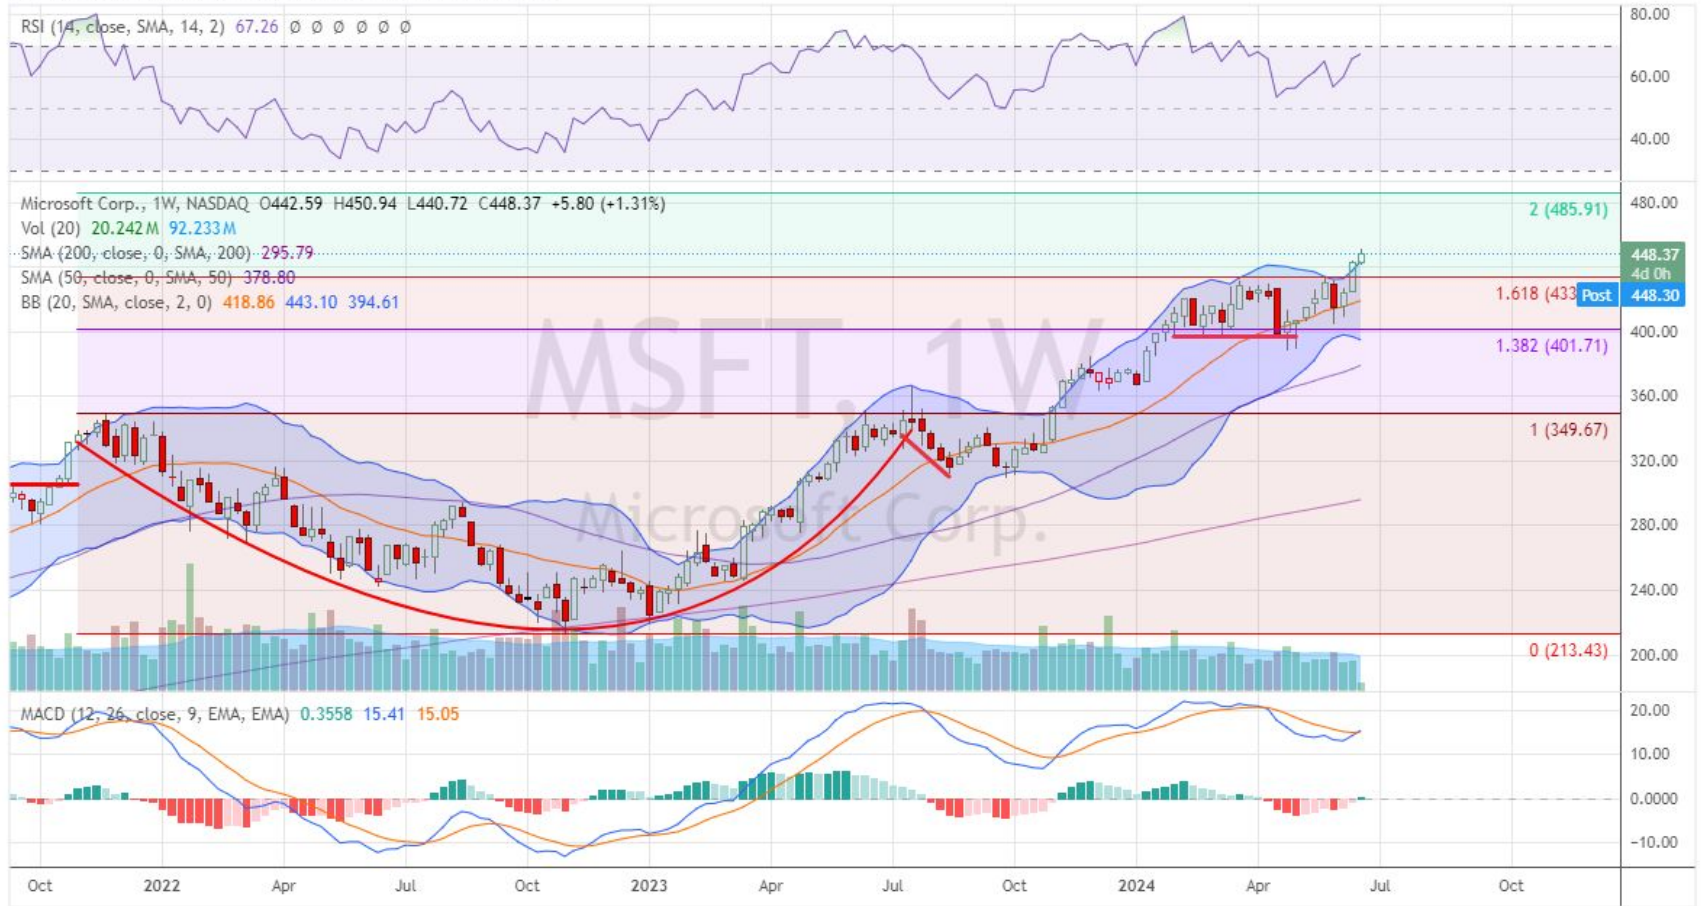 RSI (14, close, SMA, 14, 2) 67.26 Ø Ø Ø Ø Ø Ø
80.00
60.00
40.00
Microsoft Corp., 1W, NASDAQ O442.59 H450.94 L440.72 C448.37 +5.80 (+1.31%)
Vol (20) 20.242M 92.233M
SMA (200, close, 0, SMA, 200) 295.79
SMA (50, close, 0, SMA, 50) 378.80
BB (20, SMA, close, 2, 0) 418.86 443.10 394.61
MSFT, 1W
Microsoft Corp.
2 (485.91)
1.618 (433
1.382 (401.71)
1 (349.67)
0 (213.43)
480.00
448.37
4d 0h
Post 448.30
400.00
360.00
320.00
280.00
240.00
200.00
MACD (12, 26, close, 9, EMA, EMA) 0.3558 15.41 15.05
20.00
10.00
0.0000
−10.00
Oct 2022 Apr Jul Oct 2023 Apr Jul Oct 2024 Apr Jul Oct